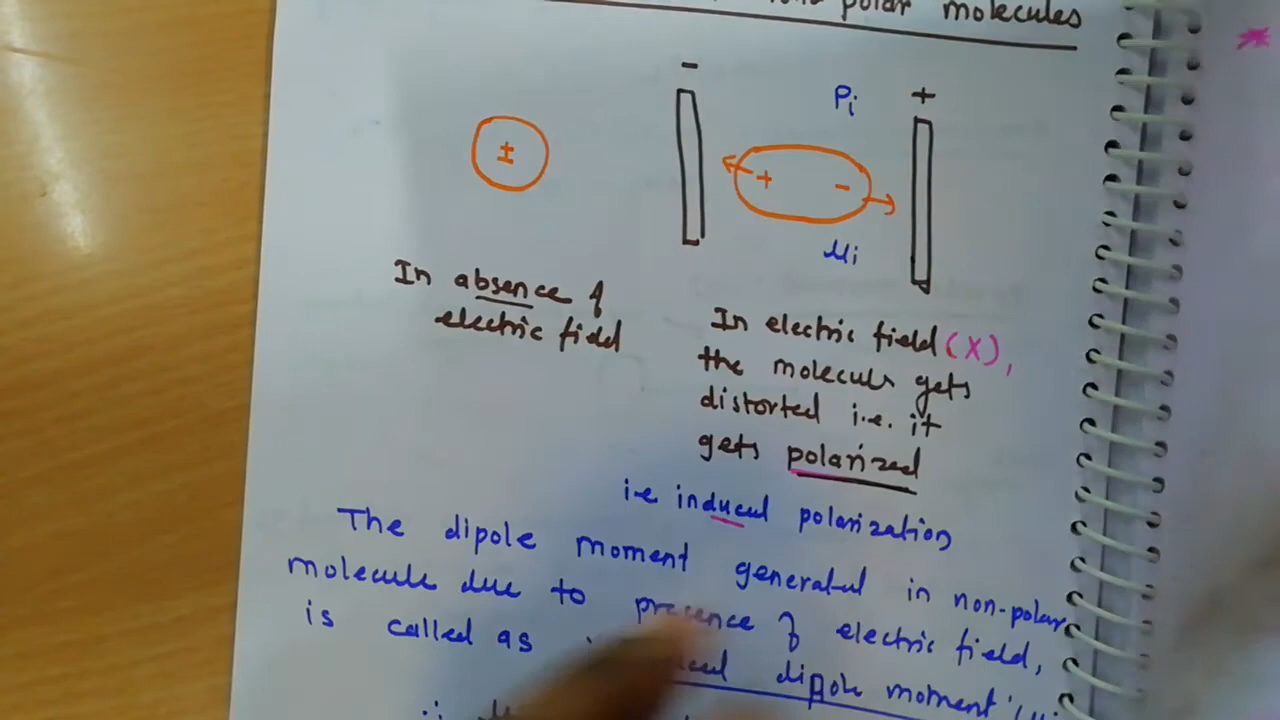 polar molecules
- Pi +
±
+ -
μi
In absence of
electric field
In electric field (X),
the molecule gets
distorted i.e. it
gets polarized
i.e induced polarization
The dipole moment generated in non-polar
molecule due to presence of electric field,
is called as dipole moment